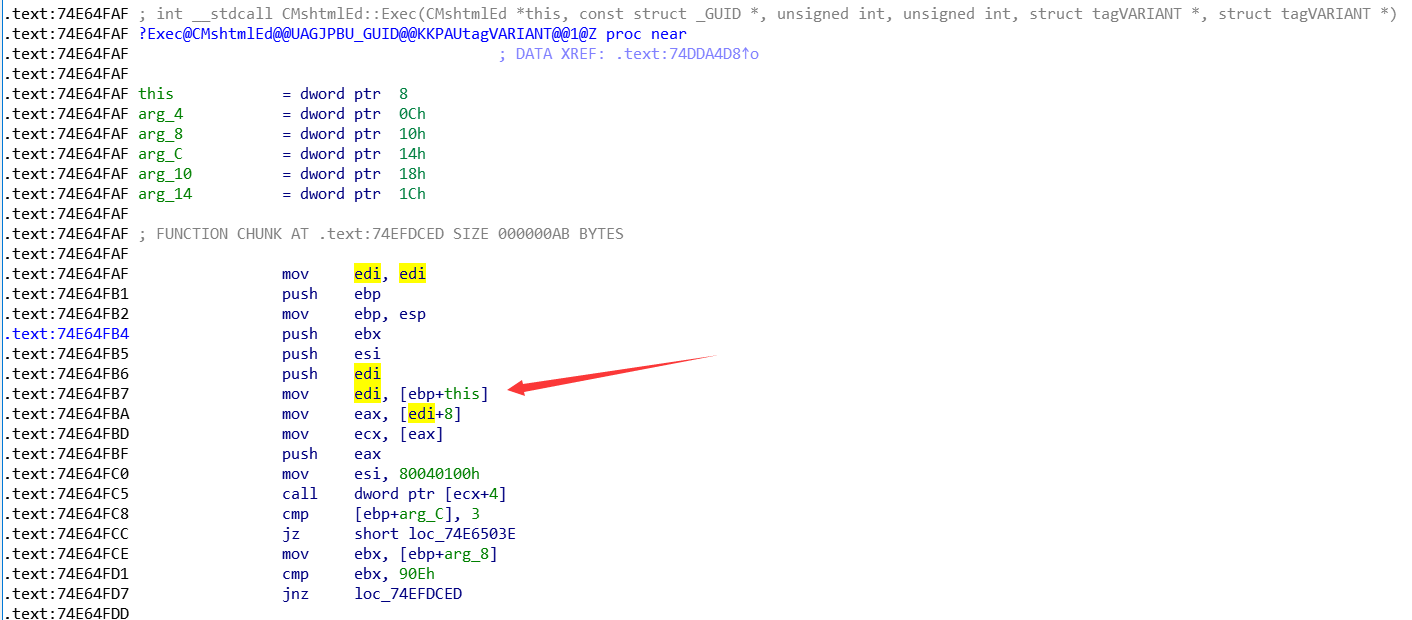 .text:74E64FAF ; int __stdcall CMshtmlEd::Exec(CMshtmlEd *this, const struct _GUID *, unsigned int, unsigned int, struct tagVARIANT *, struct tagVARIANT *)
.text:74E64FAF ?Exec@CMshtmlEd@@UAGJPBU_GUID@@KKPAUtagVARIANT@@1@Z proc near
.text:74E64FAF ; DATA XREF: .text:74DDA4D8↑o
.text:74E64FAF
.text:74E64FAF this = dword ptr 8
.text:74E64FAF arg_4 = dword ptr 0Ch
.text:74E64FAF arg_8 = dword ptr 10h
.text:74E64FAF arg_C = dword ptr 14h
.text:74E64FAF arg_10 = dword ptr 18h
.text:74E64FAF arg_14 = dword ptr 1Ch
.text:74E64FAF
.text:74E64FAF ; FUNCTION CHUNK AT .text:74EFDCED SIZE 000000AB BYTES
.text:74E64FAF
.text:74E64FAF mov edi, edi
.text:74E64FB1 push ebp
.text:74E64FB2 mov ebp, esp
.text:74E64FB4 push ebx
.text:74E64FB5 push esi
.text:74E64FB6 push edi
.text:74E64FB7 mov edi, [ebp+this]
.text:74E64FBA mov eax, [edi+8]
.text:74E64FBD mov ecx, [eax]
.text:74E64FBF push eax
.text:74E64FC0 mov esi, 80040100h
.text:74E64FC5 call dword ptr [ecx+4]
.text:74E64FC8 cmp [ebp+arg_C], 3
.text:74E64FCC jz short loc_74E6503E
.text:74E64FCE mov ebx, [ebp+arg_8]
.text:74E64FD1 cmp ebx, 90Eh
.text:74E64FD7 jnz loc_74EFDCED
.text:74E64FDD